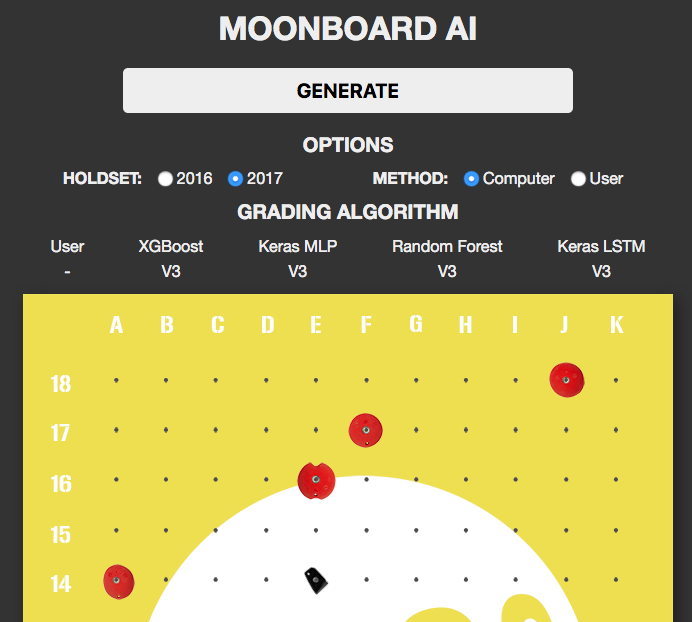 MOONBOARD AI
GENERATE
OPTIONS
HOLDSET: 2016 2017 METHOD: Computer User
GRADING ALGORITHM
User XGBoost Keras MLP Random Forest Keras LSTM
- V3 V3 V3 V3
A B C D E F G H I J K
18
17
16
15
14